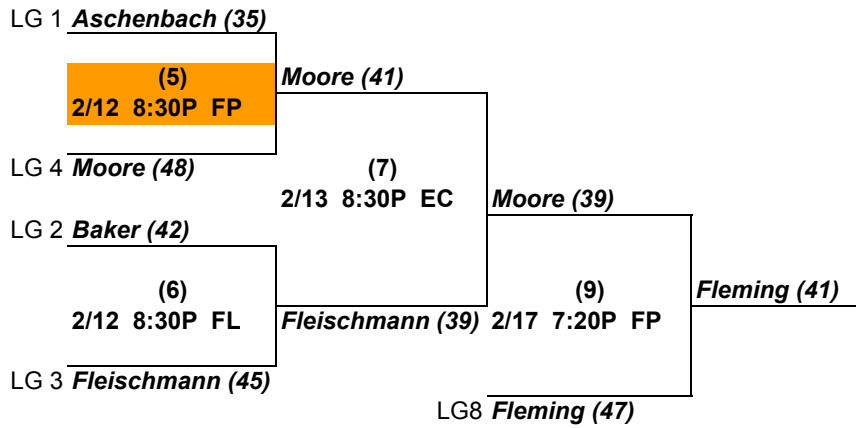 LG 1 Aschenbach (35)
(5)
2/12 8:30P FP
Moore (41)
LG 4 Moore (48)
(7)
2/13 8:30P EC
Moore (39)
LG 2 Baker (42)
(6)
2/12 8:30P FL
Fleischmann (39)
(9)
2/17 7:20P FP
Fleming (41)
LG 3 Fleischmann (45)
LG8 Fleming (47)